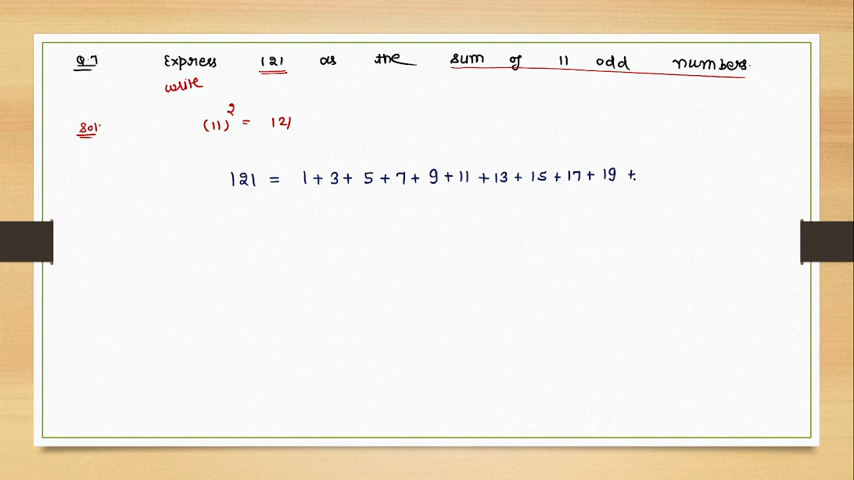 Q.7 Express 121 as the sum of 11 odd numbers.
write
Sol. (11)² = 121
121 = 1 + 3 + 5 + 7 + 9 + 11 + 13 + 15 + 17 + 19 +